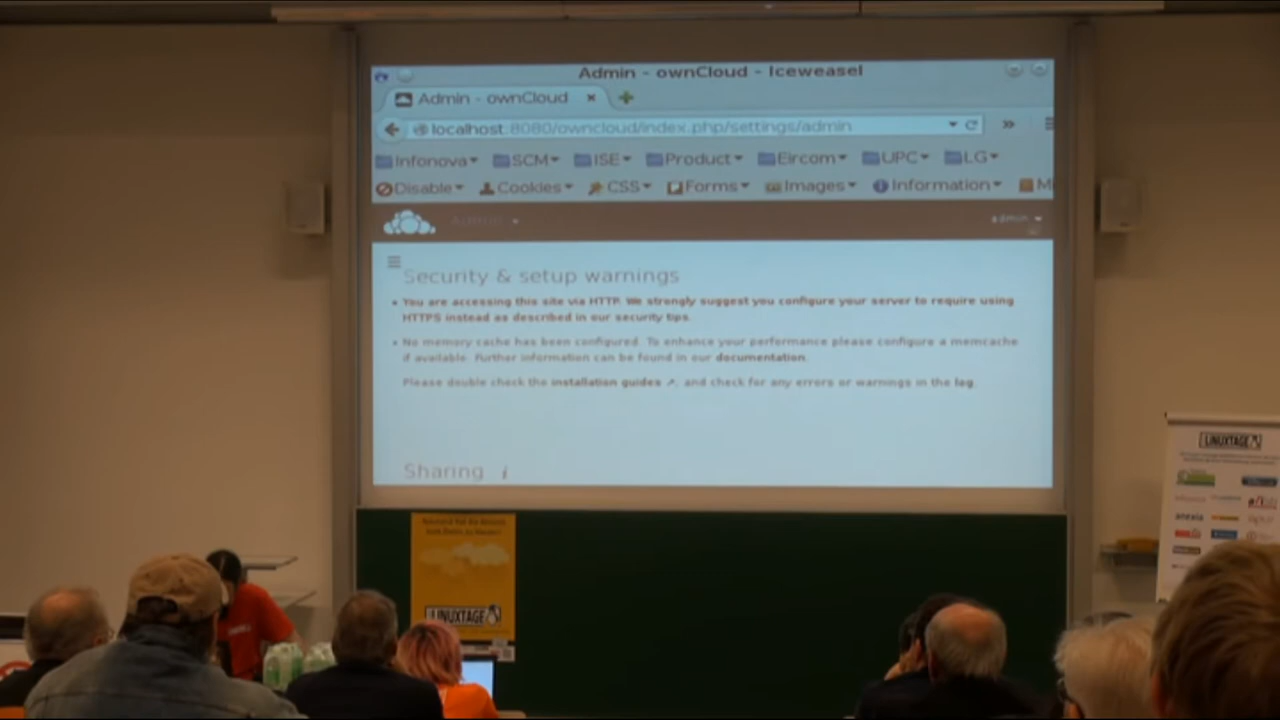 Admin - ownCloud - Iceweasel
Admin - ownCloud
localhost:8080/owncloud/index.php/settings/admin
Infonova SCM ISE Product Eircom UPC LG
Disable Cookies CSS Forms Images Information Mi
admin
Security & setup warnings
You are accessing this site via HTTP. We strongly suggest you configure your server to require using
HTTPS instead as described in our security tips.
No memory cache has been configured. To enhance your performance please configure a memcache
if available. Further information can be found in our documentation.
Please double check the installation guides ↗, and check for any errors or warnings in the log.
Sharing i
LINUXTAGE
LINUXTAGE
anexia